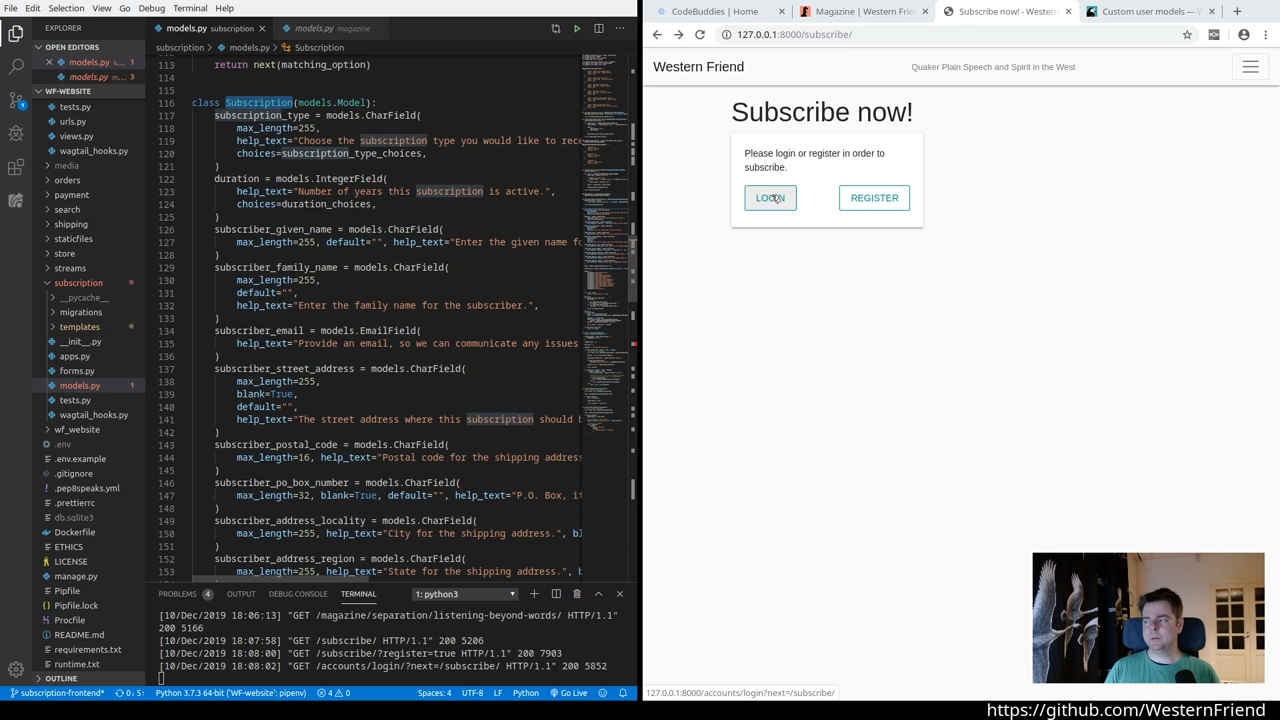 File Edit Selection View Go Debug Terminal Help
EXPLORER
OPEN EDITORS
models.py s... 1
models.py m... 3
WF-WEBSITE
tests.py
urls.py
views.py
wagtail_hooks.py
media
orders
payment
search
shipping
staticfiles
store
streams
subscription
__pycache__
migrations
templates
__init__.py
apps.py
forms.py
models.py 1
tests.py
wagtail_hooks.py
wf_website
.env
.env.example
.gitignore
.pep8speaks.yml
.prettierrc
db.sqlite3
Dockerfile
ETHICS
LICENSE
manage.py
Pipfile
Pipfile.lock
Procfile
README.md
requirements.txt
runtime.txt
OUTLINE
models.py subscription
models.py magazine
subscription > models.py > Subscription
113 return next(matching_option)
114
115
116 class Subscription(models.Model):
117 subscription_type = models.CharField(
118 max_length=255,
119 help_text="Choose the subscription type you would like to rec
120 choices=subscription_type_choices,
121 )
122 duration = models.IntegerField(
123 help_text="Number of years this subscription is active.",
124 choices=duration_choices,
125 )
126 subscriber_given_name = models.CharField(
127 max_length=255, default="", help_text="Enter the given name fo
128 )
129 subscriber_family_name = models.CharField(
130 max_length=255,
131 default="",
132 help_text="Enter the family name for the subscriber.",
133 )
134 subscriber_email = models.EmailField(
135 help_text="Provide an email, so we can communicate any issues
136 )
137 subscriber_street_address = models.CharField(
138 max_length=255,
139 blank=True,
140 default="",
141 help_text="The street address where this subscription should b
142 )
143 subscriber_postal_code = models.CharField(
144 max_length=16, help_text="Postal code for the shipping address
145 )
146 subscriber_po_box_number = models.CharField(
147 max_length=32, blank=True, default="", help_text="P.O. Box, if
148 )
149 subscriber_address_locality = models.CharField(
150 max_length=255, help_text="City for the shipping address.", bl
151 )
152 subscriber_address_region = models.CharField(
153 max_length=255, help_text="State for the shipping address.", b
PROBLEMS 4 OUTPUT DEBUG CONSOLE TERMINAL 1: python3
[10/Dec/2019 18:06:13] "GET /magazine/separation/listening-beyond-words/ HTTP/1.1"
200 5166
[10/Dec/2019 18:07:58] "GET /subscribe/ HTTP/1.1" 200 5206
[10/Dec/2019 18:08:00] "GET /subscribe/?register=true HTTP/1.1" 200 7903
[10/Dec/2019 18:08:02] "GET /accounts/login/?next=/subscribe/ HTTP/1.1" 200 5852
subscription-frontend* 0↓ 5↑ Python 3.7.3 64-bit ('WF-website': pipenv) 4 0 Spaces: 4 UTF-8 LF Python Go Live
CodeBuddies | Home
Magazine | Western Frie
Subscribe now! - Western
Custom user models — W
127.0.0.1:8000/subscribe/
Western Friend
Quaker Plain Speech and Spirit in the West
Subscribe now!
Please login or register in order to
subscribe
LOGIN REGISTER
127.0.0.1:8000/accounts/login?next=/subscribe/
https://github.com/WesternFriend